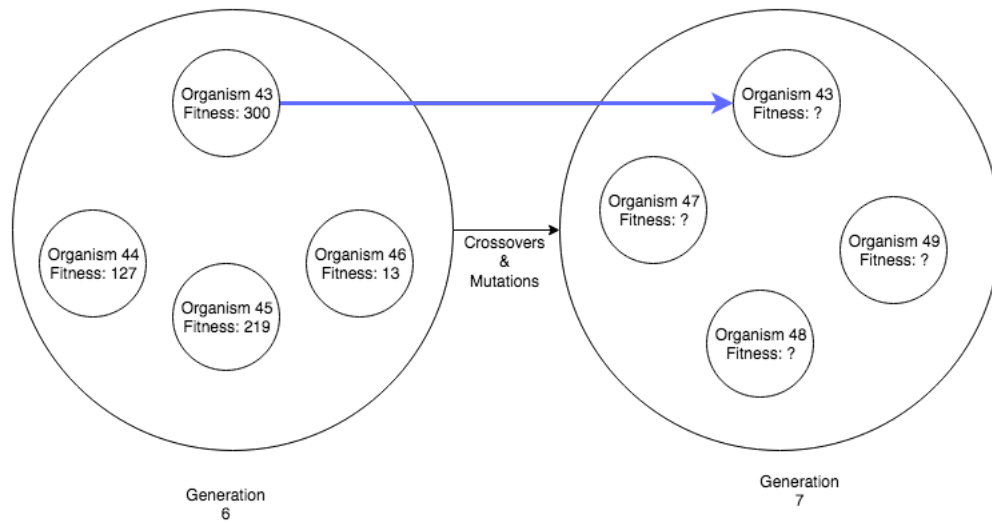 Organism 43
Fitness: 300
Organism 44
Fitness: 127
Organism 46
Fitness: 13
Organism 45
Fitness: 219
Generation
6
Crossovers
&
Mutations
Organism 43
Fitness: ?
Organism 47
Fitness: ?
Organism 49
Fitness: ?
Organism 48
Fitness: ?
Generation
7